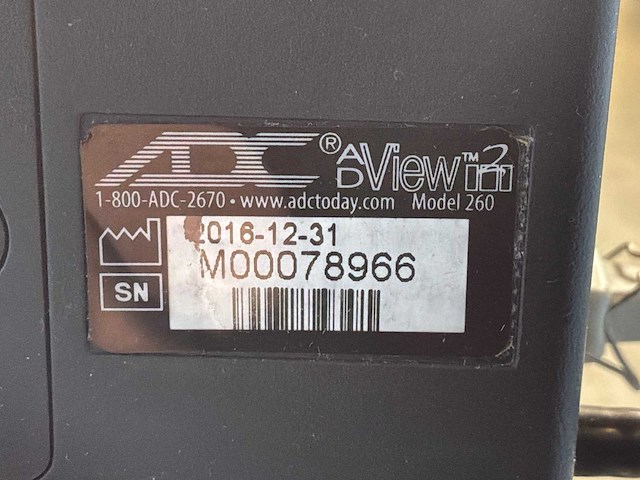 ADC® ADView™ 2
1-800-ADC-2670 • www.adctoday.com Model 260
2016-12-31
SN M00078966